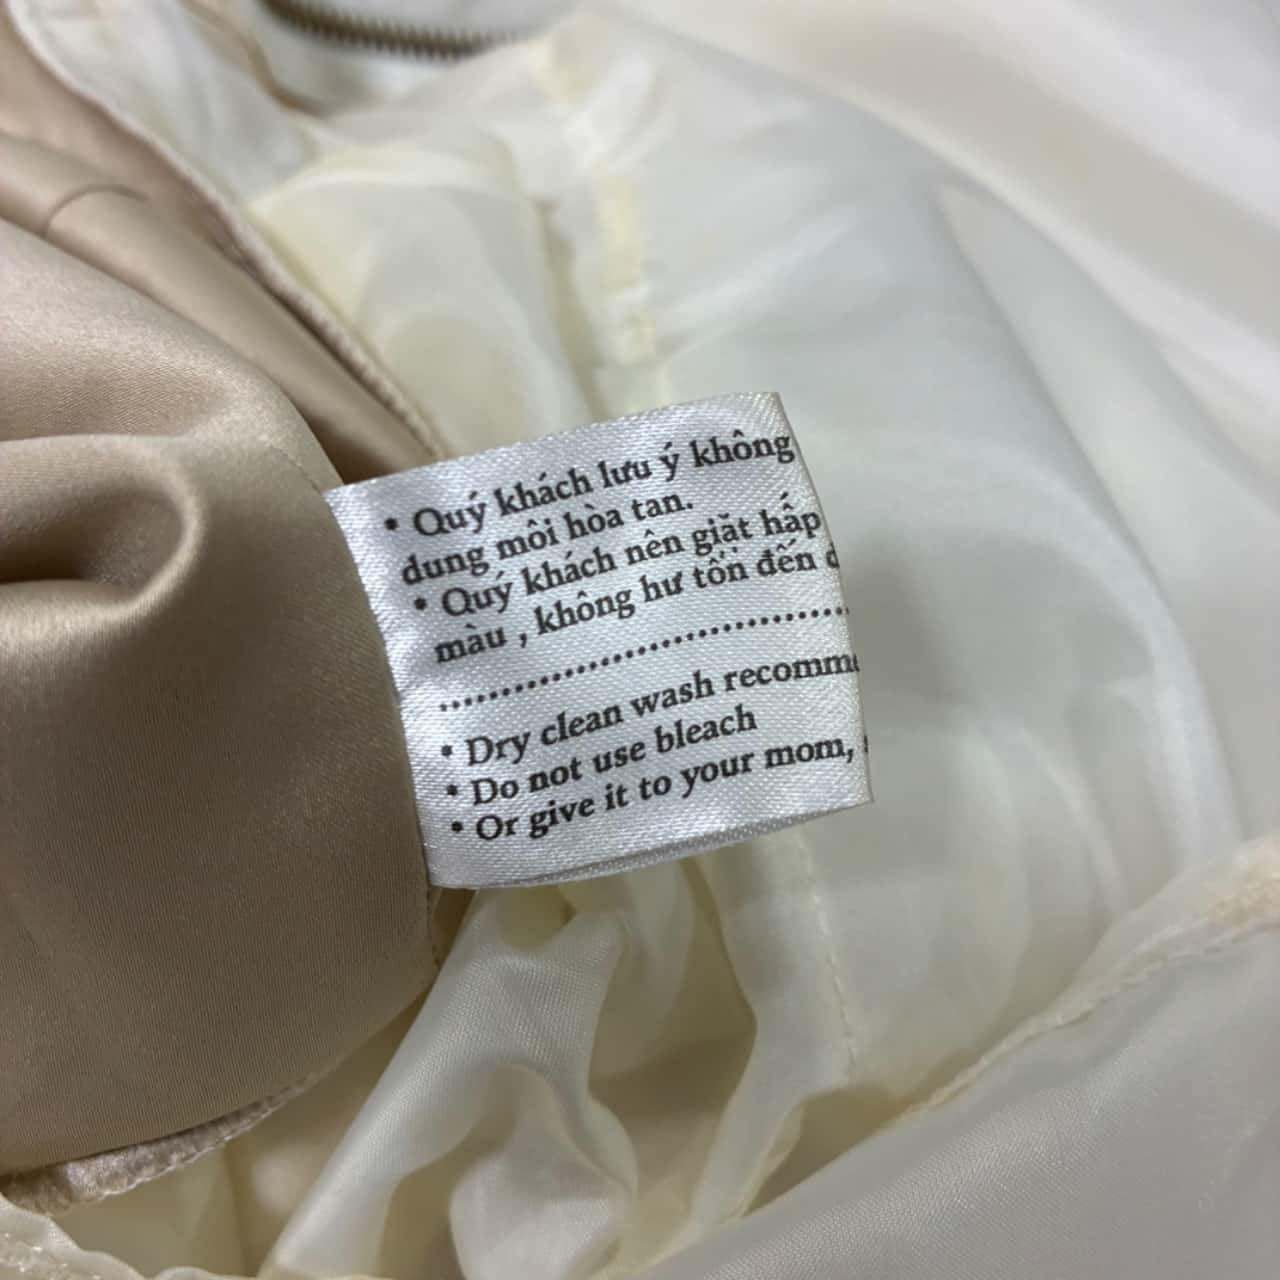 • Quý khách lưu ý không
dung môi hòa tan.
• Quý khách nên giặt hấp
màu , không hư tổn đến
........................................
• Dry clean wash recomme
• Do not use bleach
• Or give it to your mom,